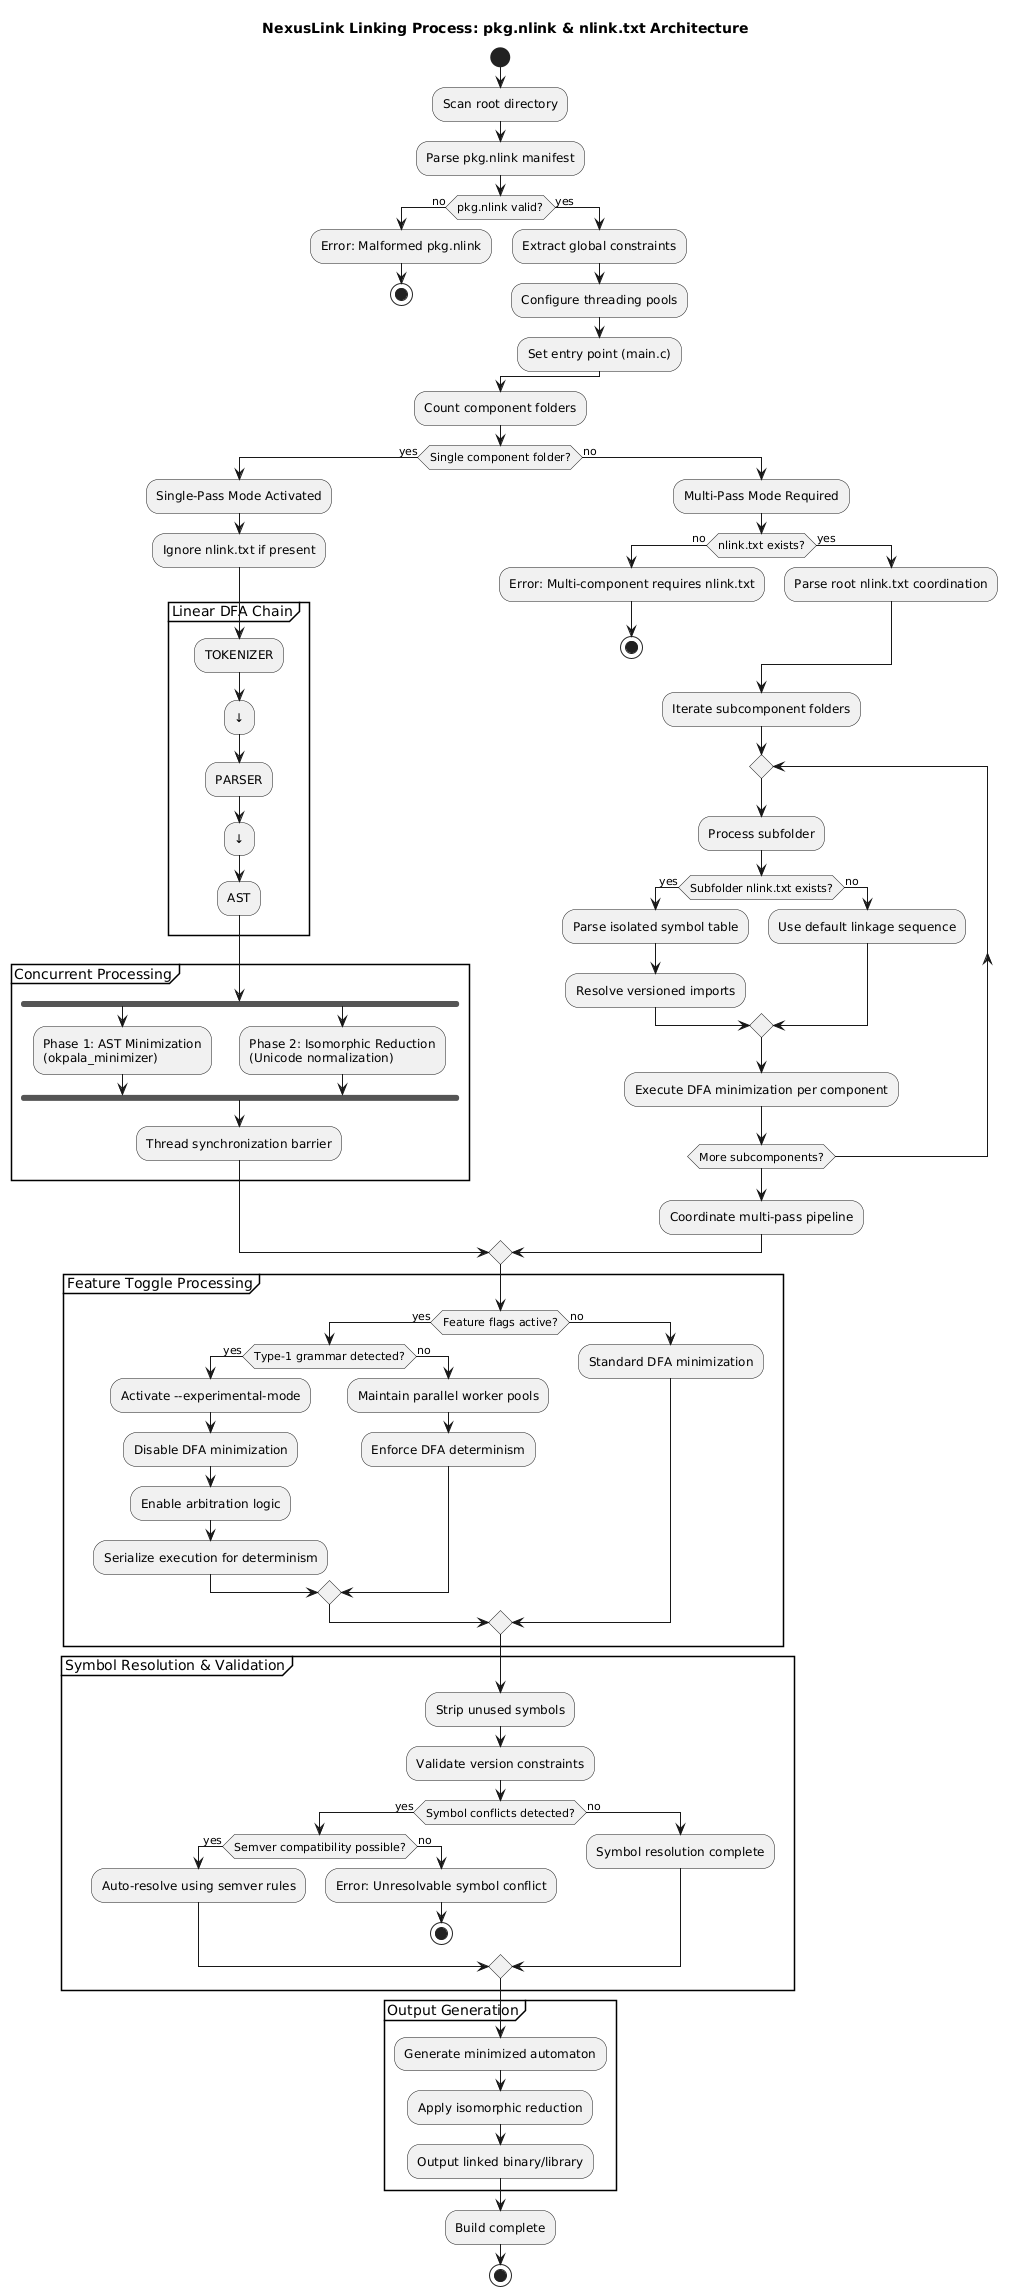 NexusLink Linking Process: pkg.nlink & nlink.txt Architecture
Scan root directory
Parse pkg.nlink manifest
no
pkg.nlink valid?
yes
Error: Malformed pkg.nlink
Extract global constraints
Configure threading pools
Set entry point (main.c)
Count component folders
yes
Single component folder?
no
Single-Pass Mode Activated
Ignore nlink.txt if present
Linear DFA Chain
TOKENIZER
↓
PARSER
↓
AST
Concurrent Processing
Phase 1: AST Minimization
(okpala_minimizer)
Phase 2: Isomorphic Reduction
(Unicode normalization)
Thread synchronization barrier
Multi-Pass Mode Required
no
nlink.txt exists?
yes
Error: Multi-component requires nlink.txt
Parse root nlink.txt coordination
Iterate subcomponent folders
Process subfolder
yes
Subfolder nlink.txt exists?
no
Parse isolated symbol table
Resolve versioned imports
Use default linkage sequence
Execute DFA minimization per component
More subcomponents?
Coordinate multi-pass pipeline
Feature Toggle Processing
yes
Feature flags active?
no
yes
Type-1 grammar detected?
no
Activate --experimental-mode
Disable DFA minimization
Enable arbitration logic
Serialize execution for determinism
Maintain parallel worker pools
Enforce DFA determinism
Standard DFA minimization
Symbol Resolution & Validation
Strip unused symbols
Validate version constraints
yes
Symbol conflicts detected?
no
yes
Semver compatibility possible?
no
Auto-resolve using semver rules
Error: Unresolvable symbol conflict
Symbol resolution complete
Output Generation
Generate minimized automaton
Apply isomorphic reduction
Output linked binary/library
Build complete